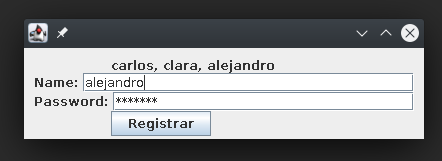 carlos, clara, alejandro
Name: alejandro
Password: *******
Registrar